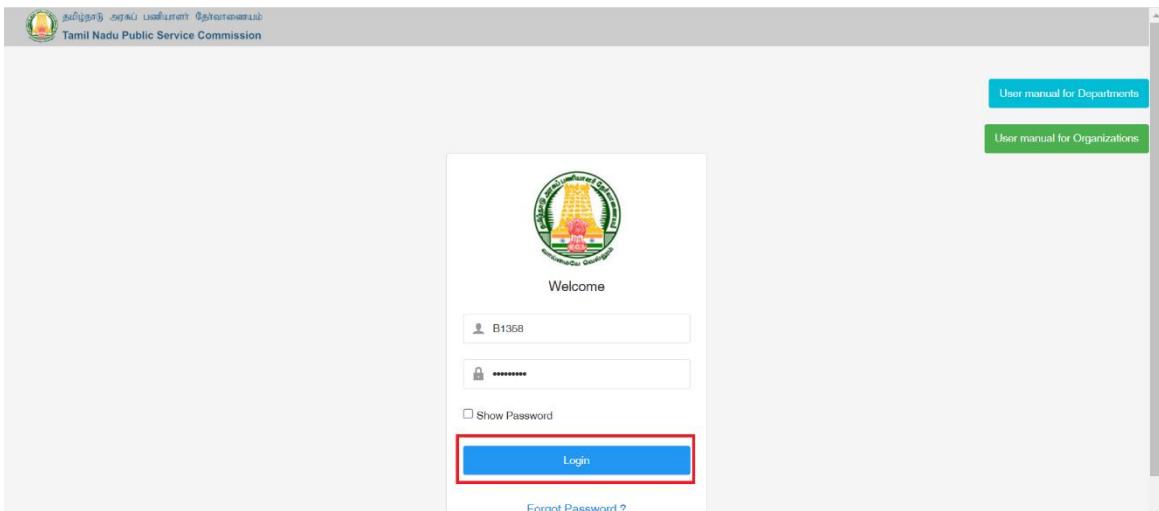 தமிழ்நாடு அரசுப் பணியாளர் தேர்வாணையம்
Tamil Nadu Public Service Commission
User manual for Departments
User manual for Organizations
Welcome
B1358
•••••••••
Show Password
Login
Forgot Password ?